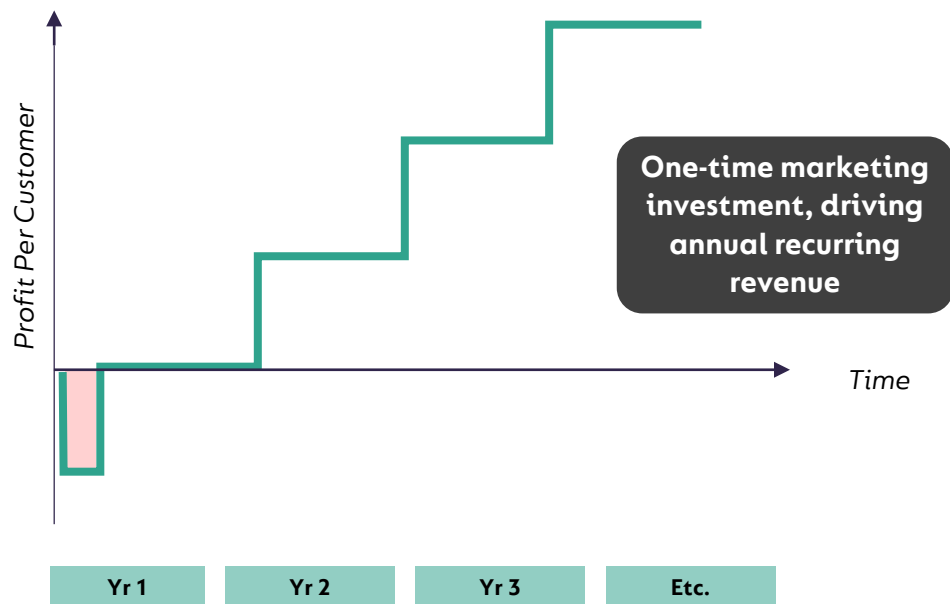 Profit Per Customer
One-time marketing
investment, driving
annual recurring
revenue
Time
Yr 1
Yr 2
Yr 3
Etc.